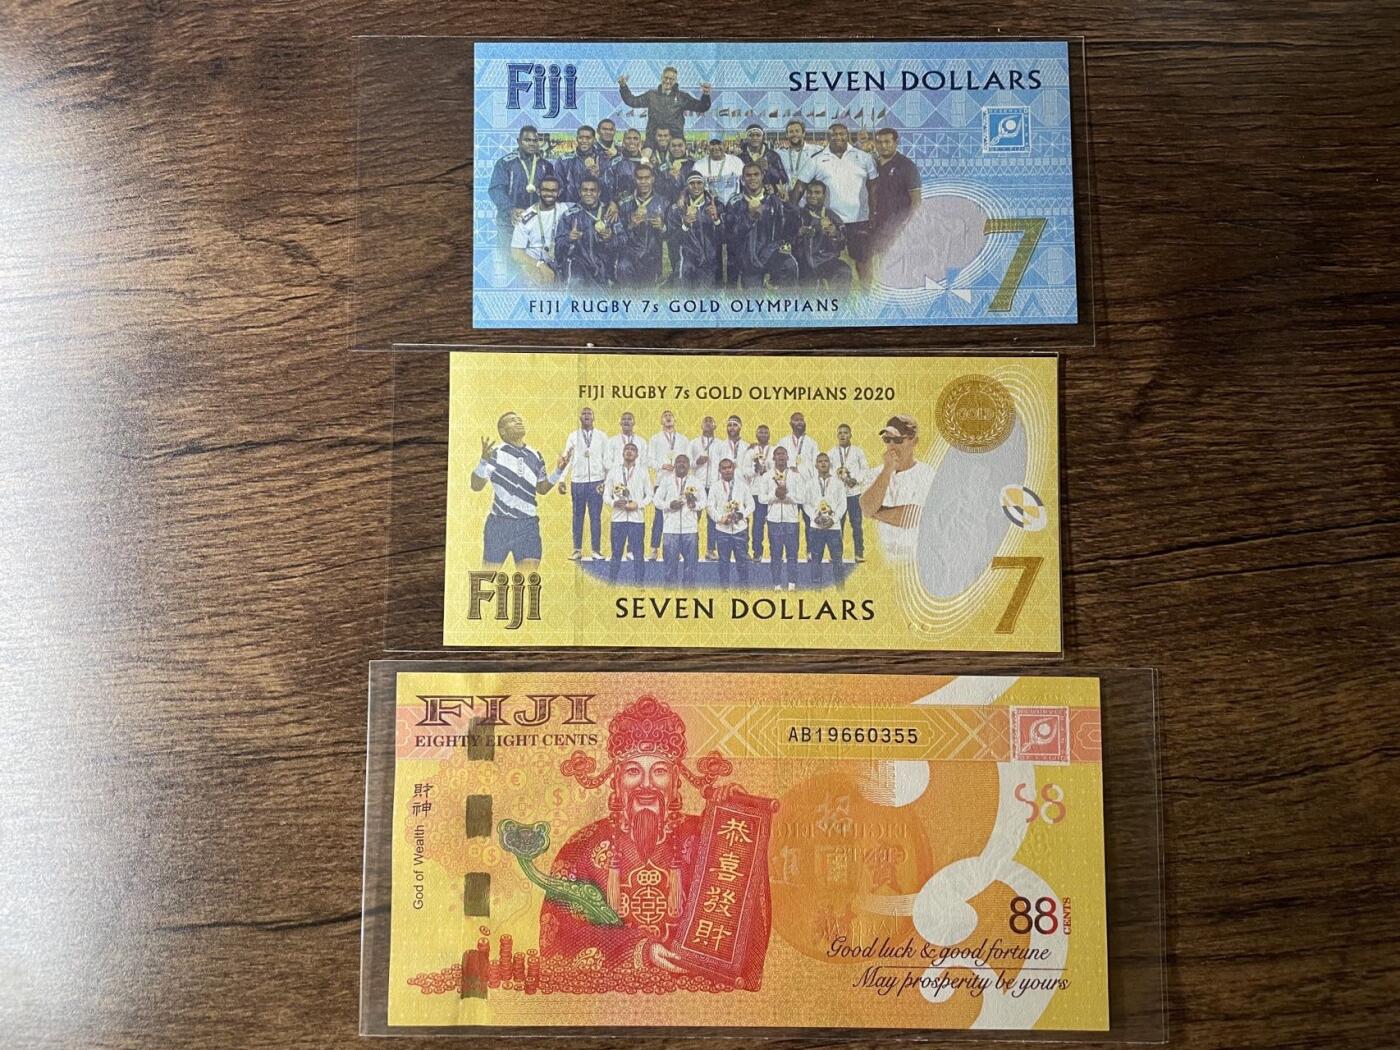 Fiji
SEVEN DOLLARS
7
FIJI RUGBY 7s GOLD OLYMPIANS
FIJI RUGBY 7s GOLD OLYMPIANS 2020
GOLD
Fiji
SEVEN DOLLARS
7
FIJI
EIGHTY EIGHT CENTS
AB19660355
財神
God of Wealth
恭喜發財
88
88
CENTS
Good luck & good fortune
May prosperity be yours